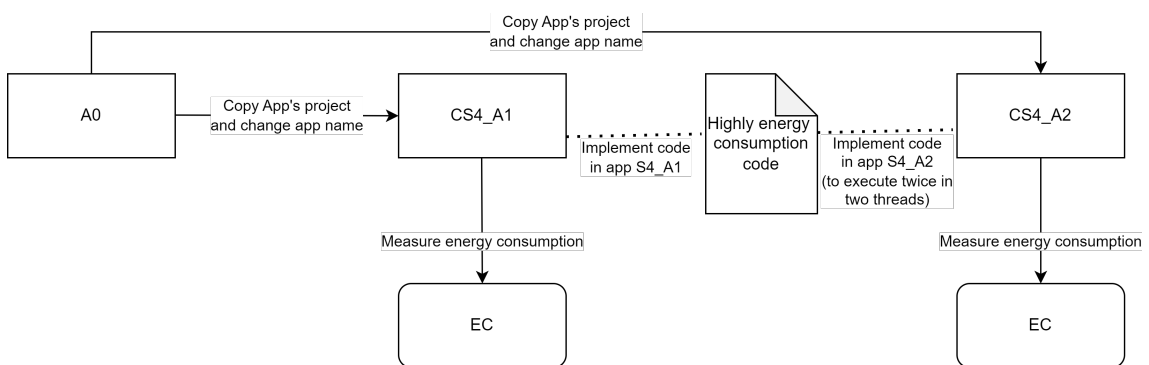 Copy App's project
and change app name
A0
Copy App's project
and change app name
CS4_A1
Implement code
in app S4_A1
Highly energy
consumption
code
Implement code
in app S4_A2
(to execute twice in
two threads)
CS4_A2
Measure energy consumption
Measure energy consumption
EC
EC